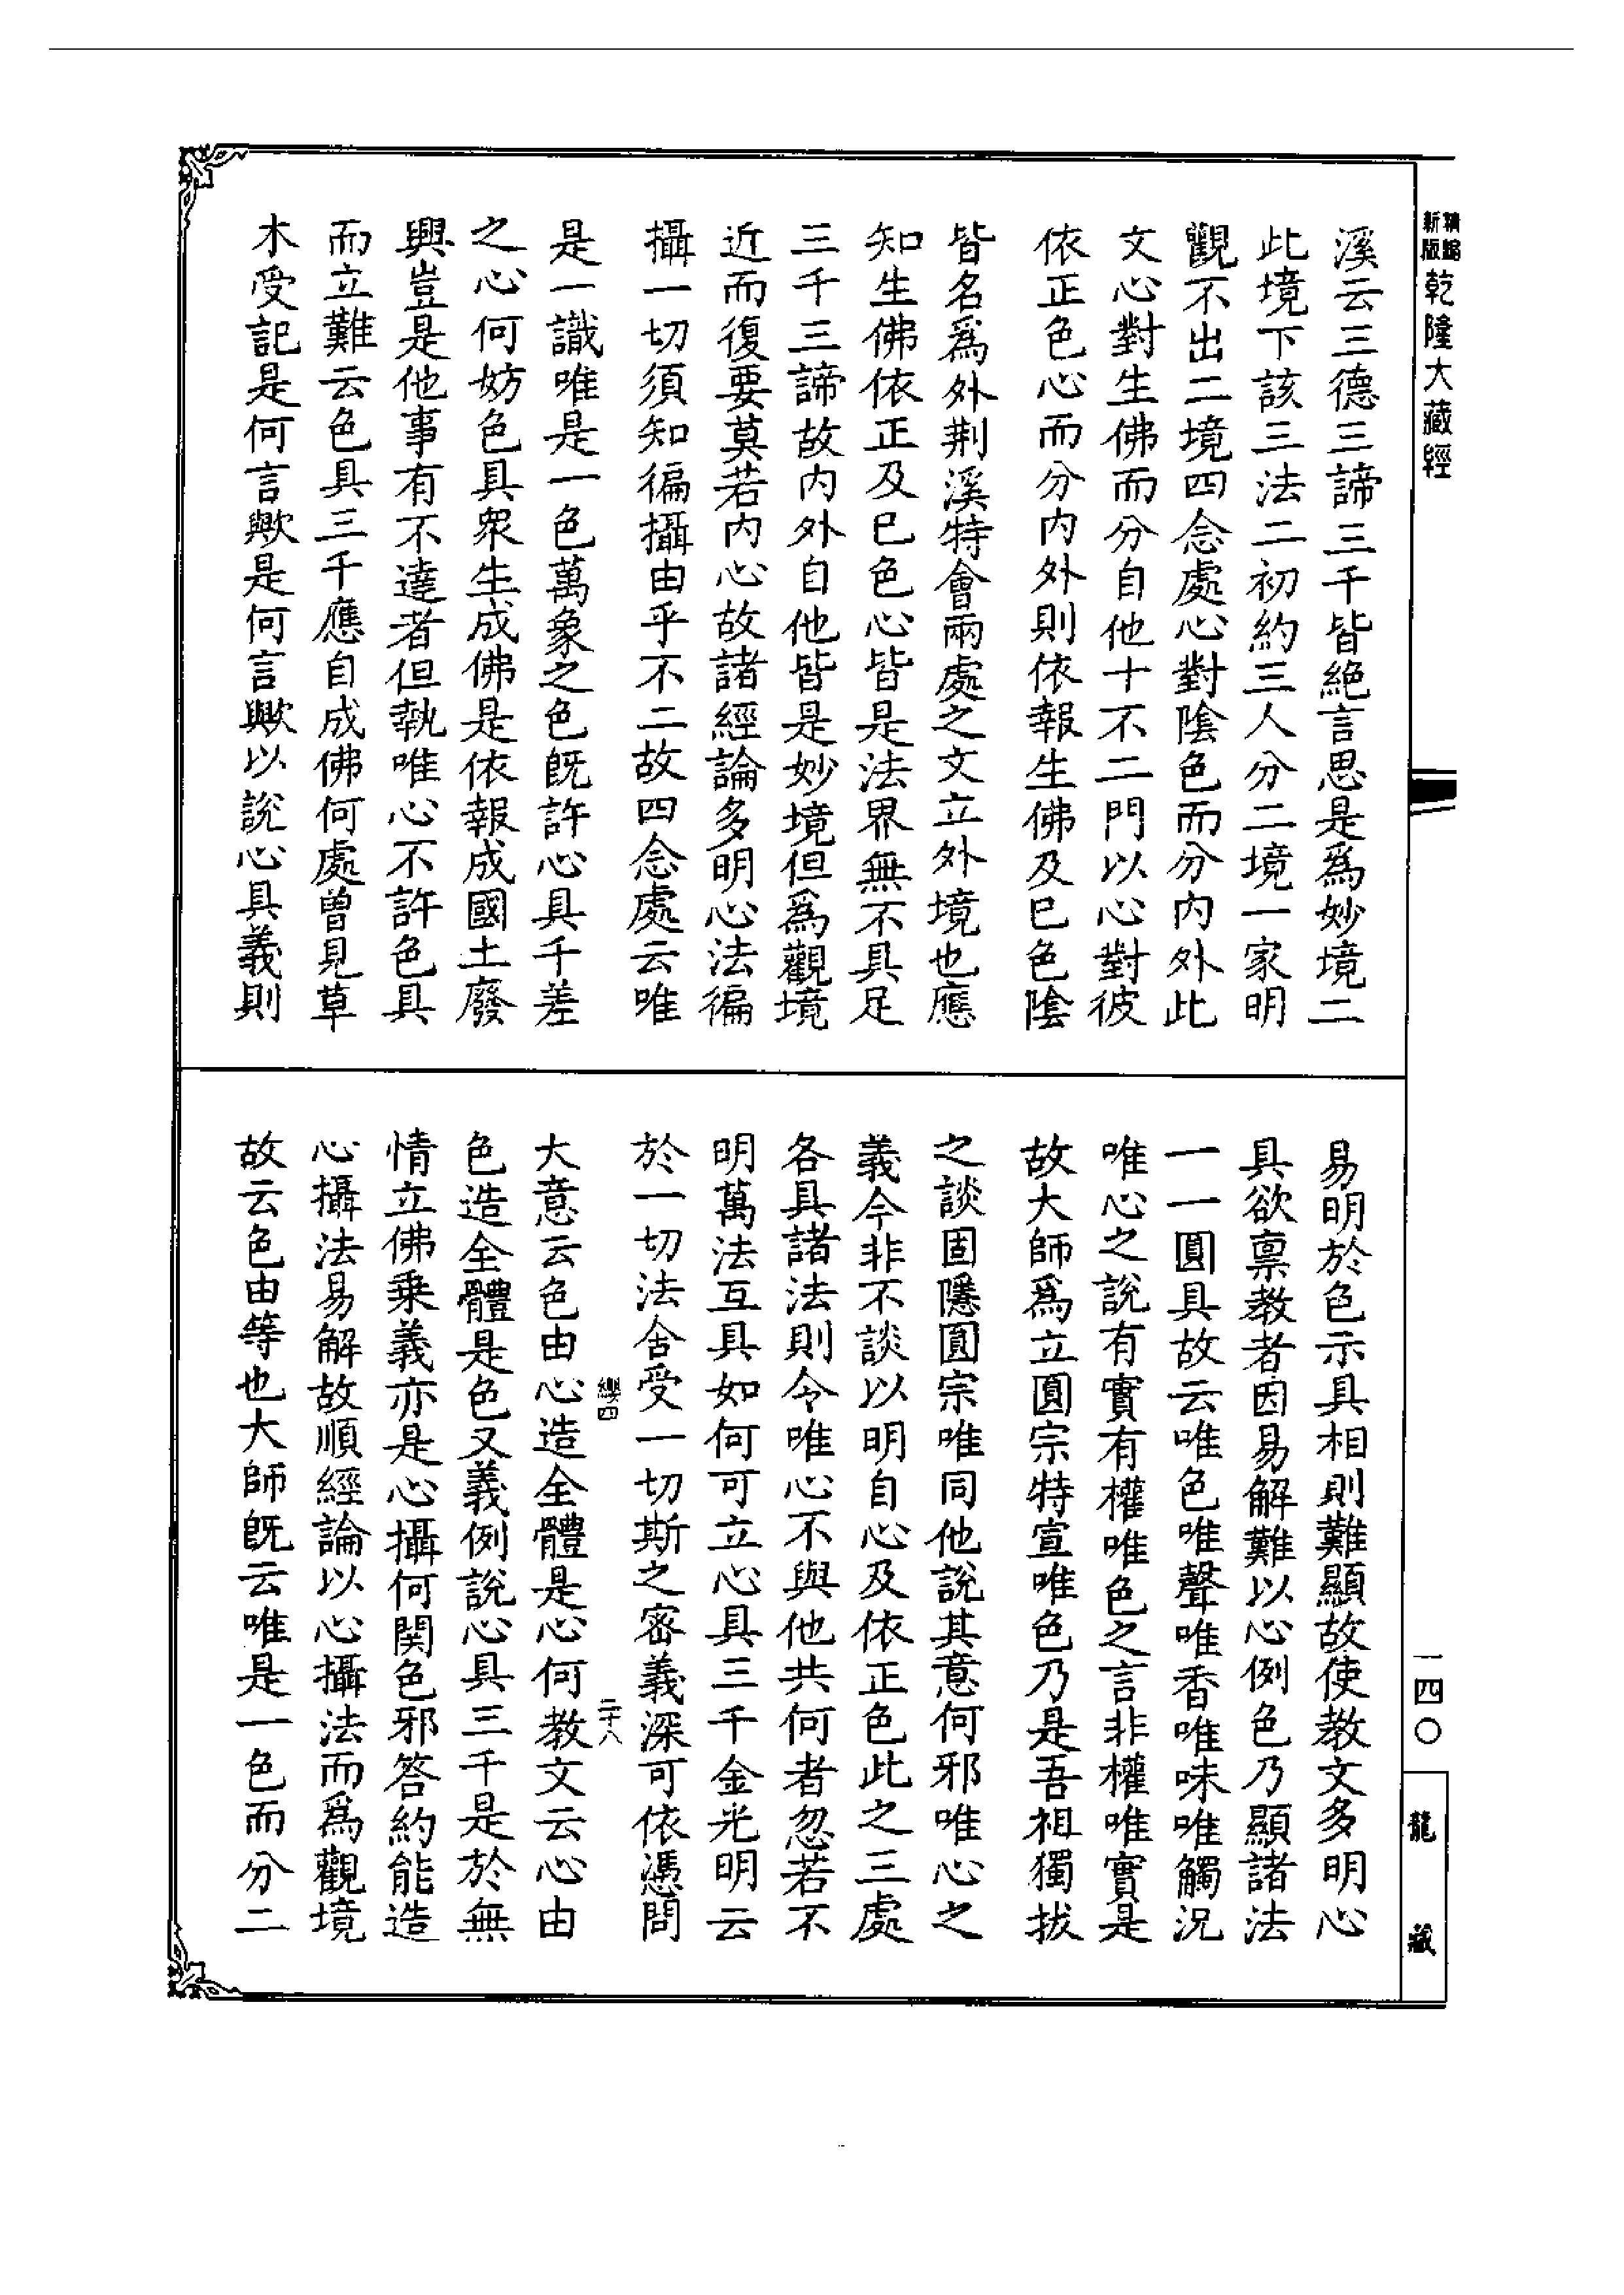 新版精編
乾隆大藏經
溪云三德三諦三千皆絶言思是爲妙境二
此境下該三法二初約三人分二境一家明
觀不出二境四念處心對陰色而分内外此
文心對生佛而分自他十不二門以心對彼
依正色心而分内外則依報生佛及巳色陰
皆名爲外荆溪特會兩處之文立外境也應
知生佛依正及巳色心皆是法界無不具足
三千三諦故内外自他皆是妙境但爲觀境
近而復要莫若内心故諸經論多明心法徧
攝一切須知徧攝由乎不二故四念處云唯
是一識唯是一色萬象之色旣許心具千差
之心何妨色具衆生成佛是依報成國土廢
興豈是他事有不達者但執唯心不許色具
而立難云色具三千應自成佛何處曾見草
木受記是何言歟是何言歟以說心具義則
易明於色示具相則難顯故使教文多明心
具欲禀教者因易解難以心例色乃顯諸法
一一圓具故云唯色唯聲唯香唯味唯觸況
唯心之說有實有權唯色之言非權唯實是
故大師爲立圓宗特宣唯色乃是吾祖獨拔
之談固隱圓宗唯同他說其意何邪唯心之
義今非不談以明自心及依正色此之三處
各具諸法則令唯心不與他共何者忽若不
明萬法互具如何可立心具三千金光明云
於一切法含受一切斯之密義深可依憑問
纓四
二十八
大意云色由心造全體是心何教文云心由
色造全體是色又義例說心具三千是於無
情立佛乗義亦是心攝何関色邪答約能造
心攝法易解故順經論以心攝法而爲觀境
故云色由等也大師旣云唯是一色而分二
一四〇
龍藏